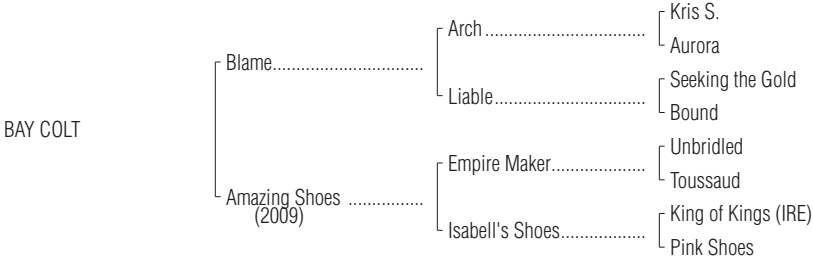 Kris S.
Arch ..................................
Aurora
Blame................................
Seeking the Gold
Liable................................
Bound
BAY COLT
Unbridled
Empire Maker....................
Toussaud
Amazing Shoes ................
(2009)
King of Kings (IRE)
Isabell's Shoes..................
Pink Shoes